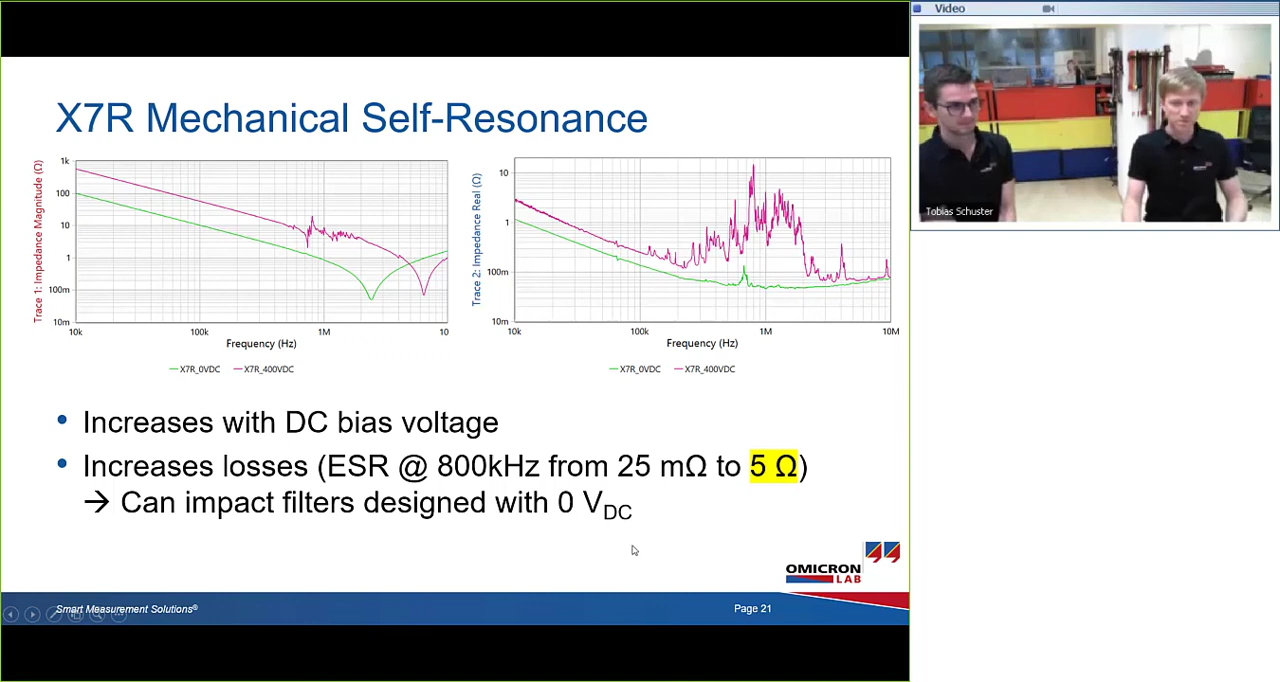 Video
X7R Mechanical Self-Resonance
Tobias Schuster
Trace 1: Impedance Magnitude (Ω)
1k
100
10
1
100m
10m
10k
100k
1M
10
Frequency (Hz)
X7R_0VDC X7R_400VDC
Trace 2: Impedance Real (Ω)
10
1
100m
10m
10k
100k
1M
10M
Frequency (Hz)
X7R_0VDC X7R_400VDC
• Increases with DC bias voltage
• Increases losses (ESR @ 800kHz from 25 mΩ to 5 Ω)
→ Can impact filters designed with 0 VDC
OMICRON
LAB
Smart Measurement Solutions®
Page 21